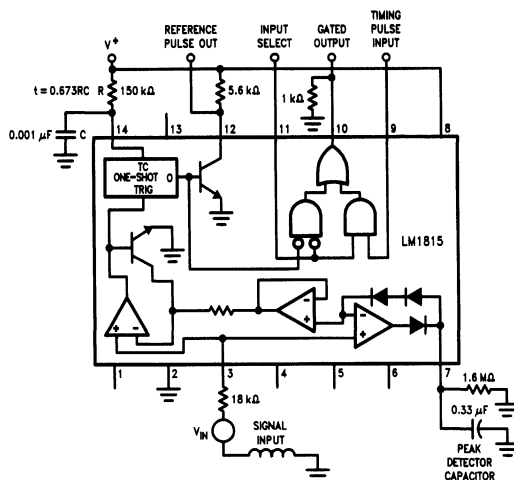 REFERENCE
PULSE OUT
INPUT
SELECT
GATED
OUTPUT
TIMING
PULSE
INPUT
V+
t = 0.673RC R
150 kΩ
5.6 kΩ
1 kΩ
0.001 μF
C
14
13
12
11
10
9
8
TC
ONE-SHOT
TRIG
O
LM1815
+
-
-
+
-
+
1
2
3
4
5
6
7
18 kΩ
1.6 MΩ
0.33 μF
VIN
SIGNAL
INPUT
PEAK
DETECTOR
CAPACITOR